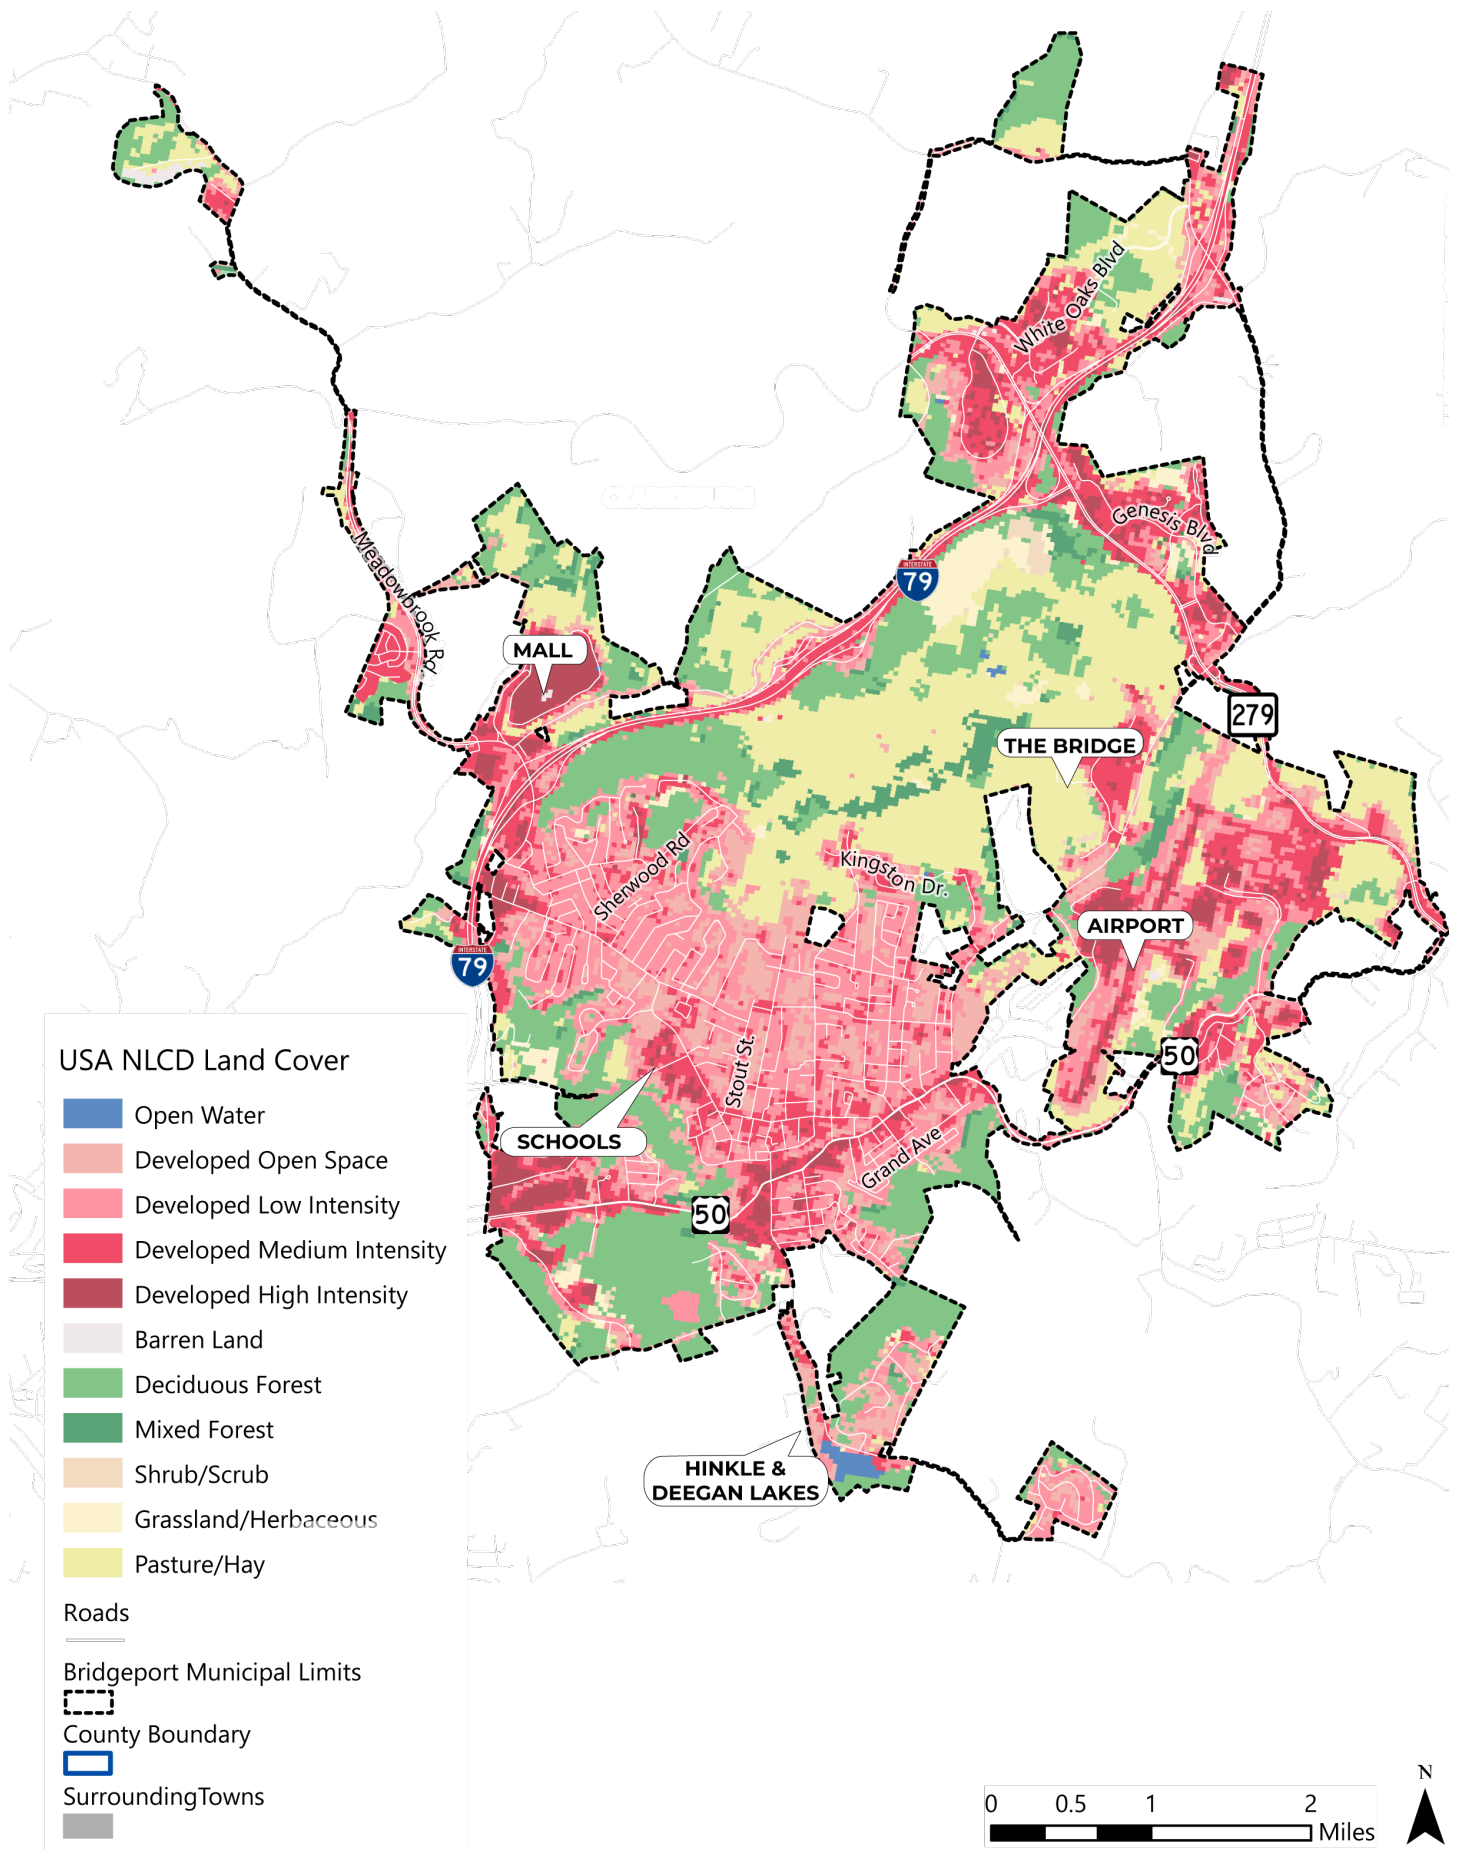 White Oaks Blvd
Genesis Blvd
INTERSTATE
79
Meadowbrook Rd
MALL
279
THE BRIDGE
Sherwood Rd
Kingston Dr.
AIRPORT
INTERSTATE
79
50
Stout St.
SCHOOLS
Grand Ave
50
HINKLE &
DEEGAN LAKES
USA NLCD Land Cover
Open Water
Developed Open Space
Developed Low Intensity
Developed Medium Intensity
Developed High Intensity
Barren Land
Deciduous Forest
Mixed Forest
Shrub/Scrub
Grassland/Herbaceous
Pasture/Hay
Roads
Bridgeport Municipal Limits
County Boundary
SurroundingTowns
N
0 0.5 1 2
Miles